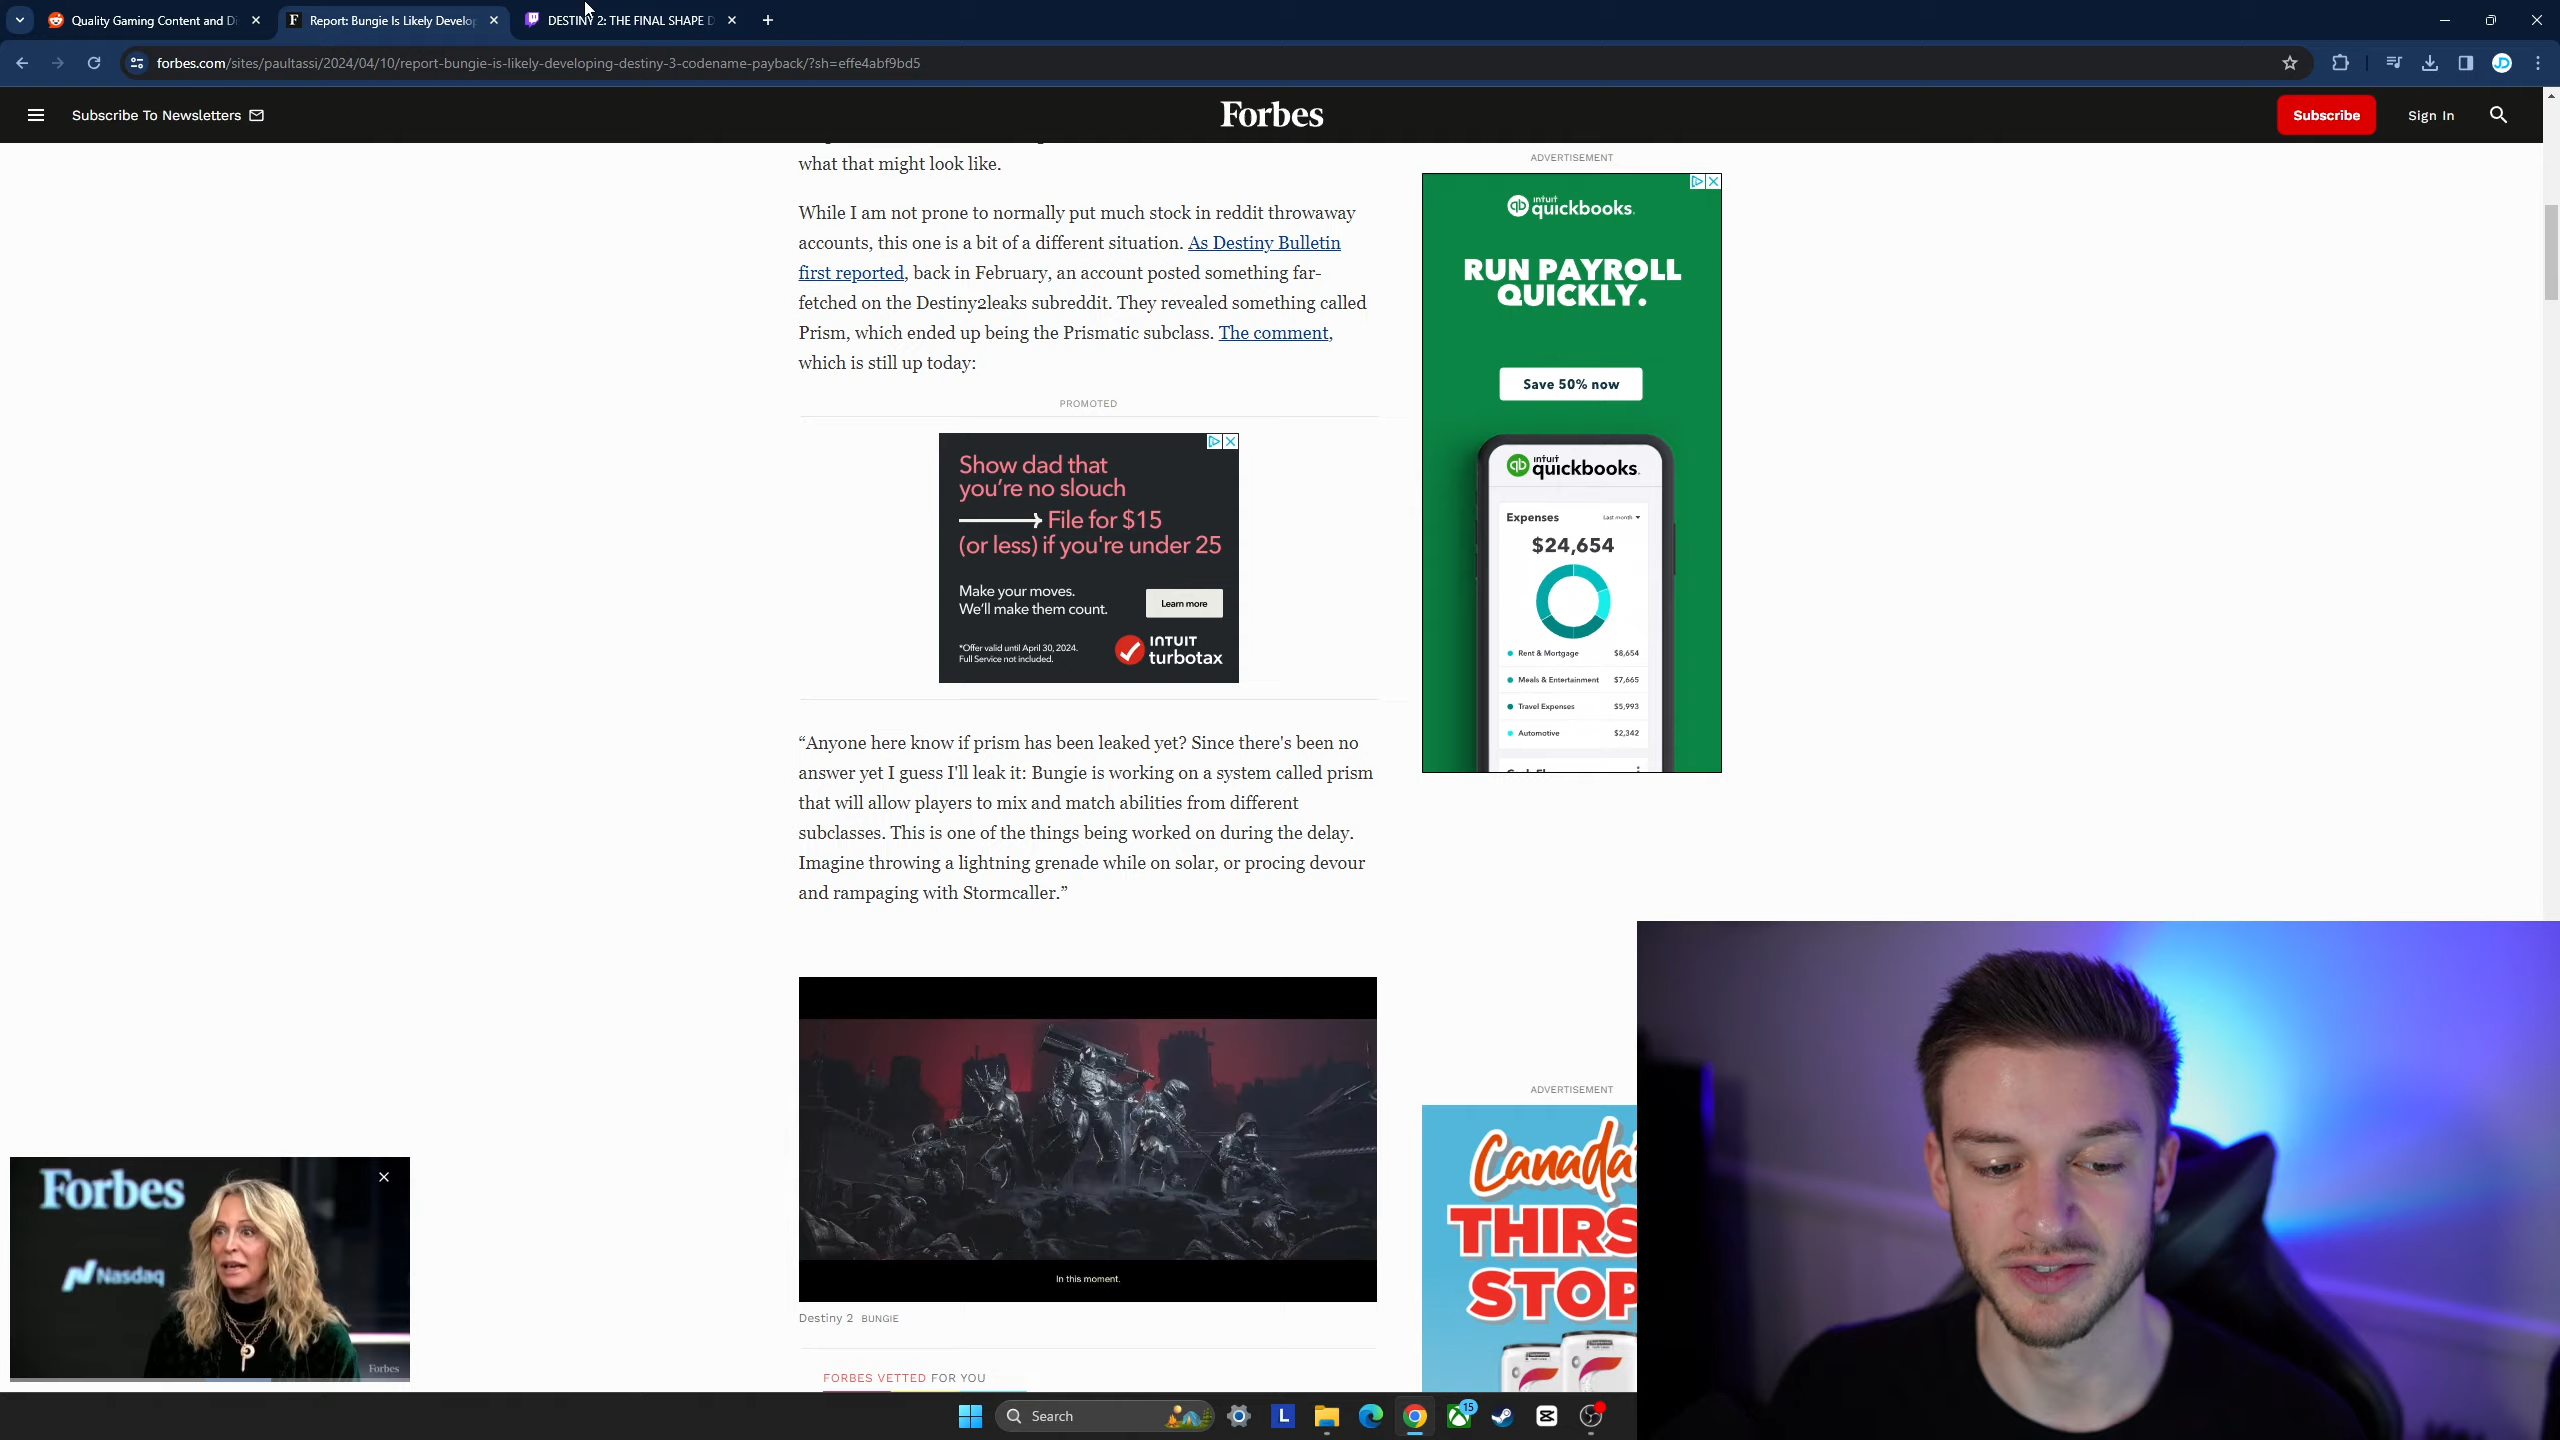 Quality Gaming Content and D
Report: Bungie Is Likely Develop
DESTINY 2: THE FINAL SHAPE D
forbes.com/sites/paultassi/2024/04/10/report-bungie-is-likely-developing-destiny-3-codename-payback/?sh=effe4abf9bd5
Subscribe To Newsletters
Forbes
Subscribe
Sign In
what that might look like.
While I am not prone to normally put much stock in reddit throwaway
accounts, this one is a bit of a different situation. As Destiny Bulletin
first reported, back in February, an account posted something far-
fetched on the Destiny2leaks subreddit. They revealed something called
Prism, which ended up being the Prismatic subclass. The comment,
which is still up today:
PROMOTED
Show dad that
you're no slouch
File for $15
(or less) if you're under 25
Make your moves.
We'll make them count.
Learn more
*Offer valid until April 30, 2024.
Full Service not included.
INTUIT
turbotax
“Anyone here know if prism has been leaked yet? Since there's been no
answer yet I guess I'll leak it: Bungie is working on a system called prism
that will allow players to mix and match abilities from different
subclasses. This is one of the things being worked on during the delay.
Imagine throwing a lightning grenade while on solar, or procing devour
and rampaging with Stormcaller.”
In this moment.
Destiny 2 BUNGIE
FORBES VETTED FOR YOU
ADVERTISEMENT
intuit
quickbooks.
RUN PAYROLL
QUICKLY.
Save 50% now
intuit
quickbooks.
Expenses
Last month
$24,654
Rent & Mortgage $8,654
Meals & Entertainment $7,665
Travel Expenses $5,993
Automotive $2,342
ADVERTISEMENT
Canada'
THIRS
STOP
Forbes
Nasdaq
Forbes
Search
15